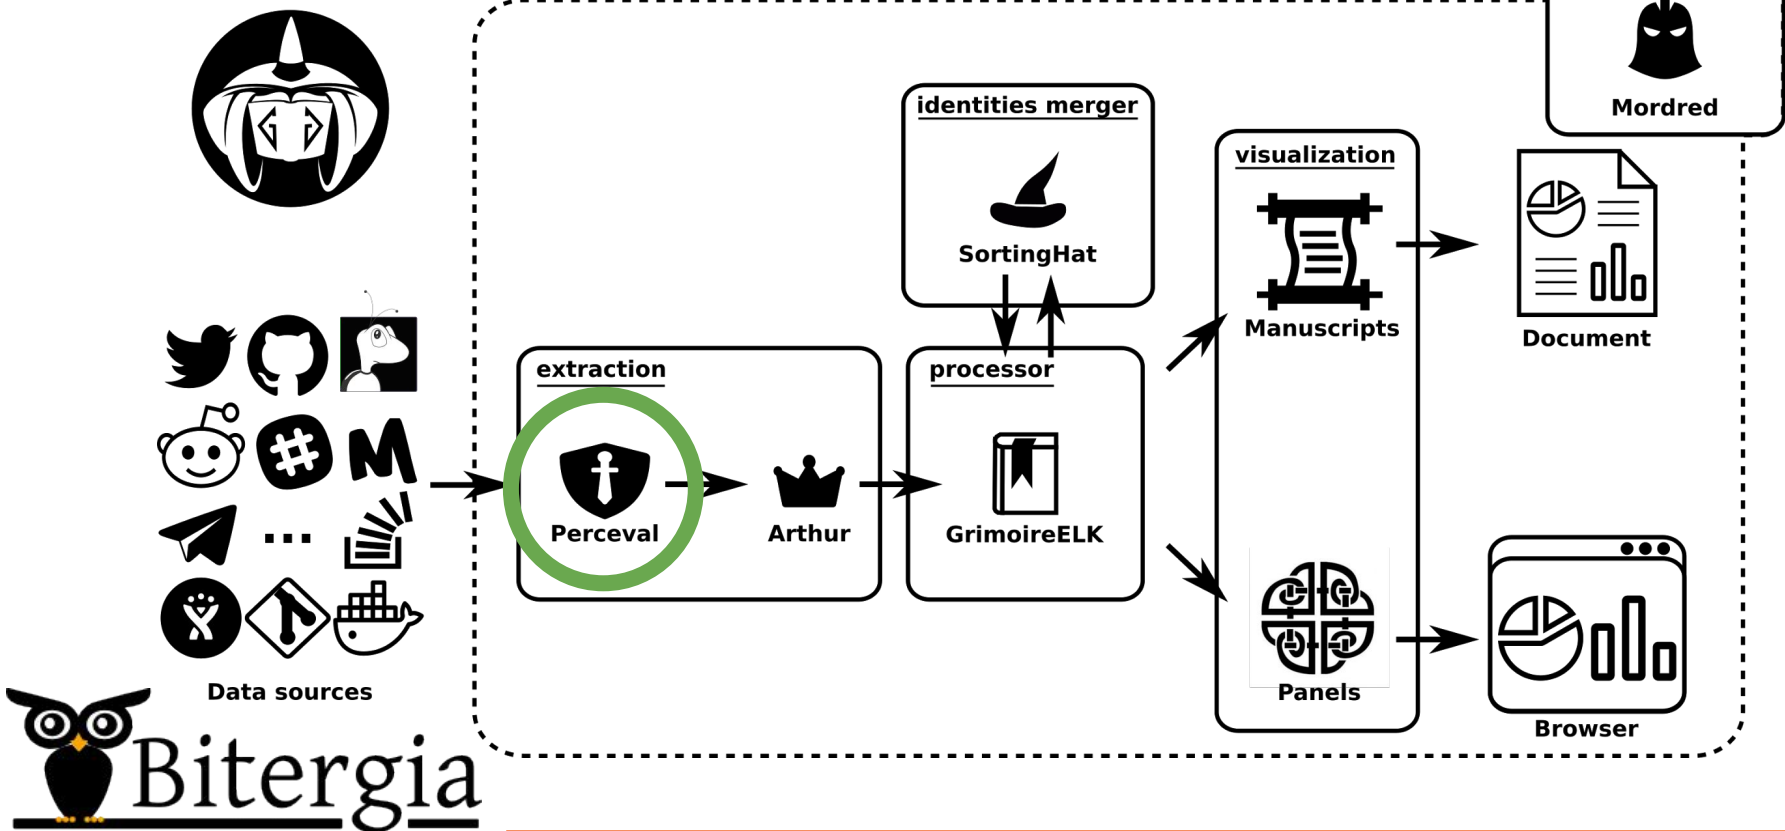 Mordred
identities merger
SortingHat
visualization
Manuscripts
Document
extraction
Perceval
Arthur
processor
GrimoireELK
...
Data sources
Panels
Browser
Bitergia